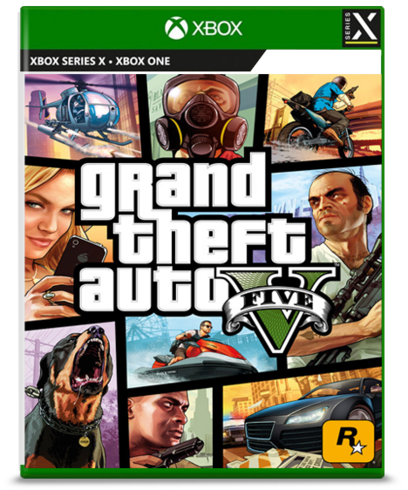 XBOX
SERIES X
XBOX SERIES X • XBOX ONE
grand
theft
auto V
FIVE
R